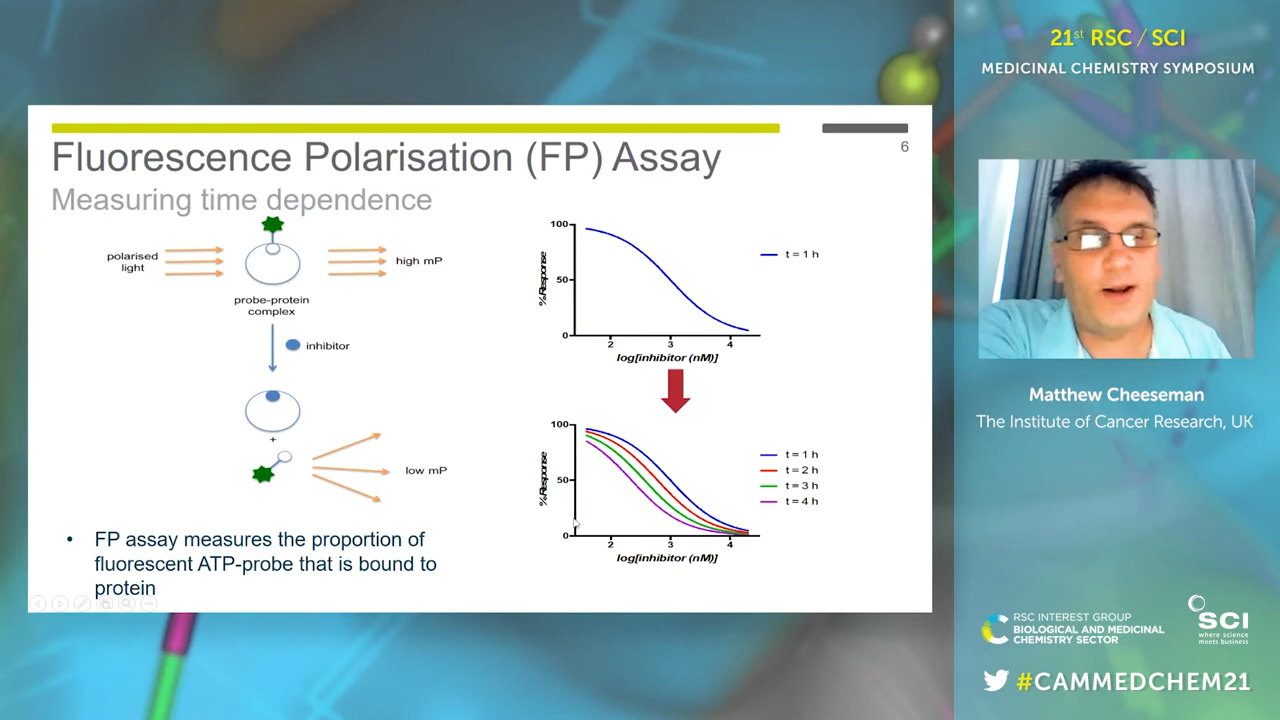 Fluorescence Polarisation (FP) Assay
6
Measuring time dependence
polarised
light
high mP
probe-protein
complex
inhibitor
+
low mP
• FP assay measures the proportion of
fluorescent ATP-probe that is bound to
protein
100
50
0
%Response
2 3 4
log[inhibitor (nM)]
t = 1 h
100
50
0
%Response
2 3 4
log[inhibitor (nM)]
t = 1 h
t = 2 h
t = 3 h
t = 4 h
21st RSC / SCI
MEDICINAL CHEMISTRY SYMPOSIUM
Matthew Cheeseman
The Institute of Cancer Research, UK
RSC INTEREST GROUP
BIOLOGICAL AND MEDICINAL
CHEMISTRY SECTOR
SCI
where science
meets business
#CAMMEDCHEM21